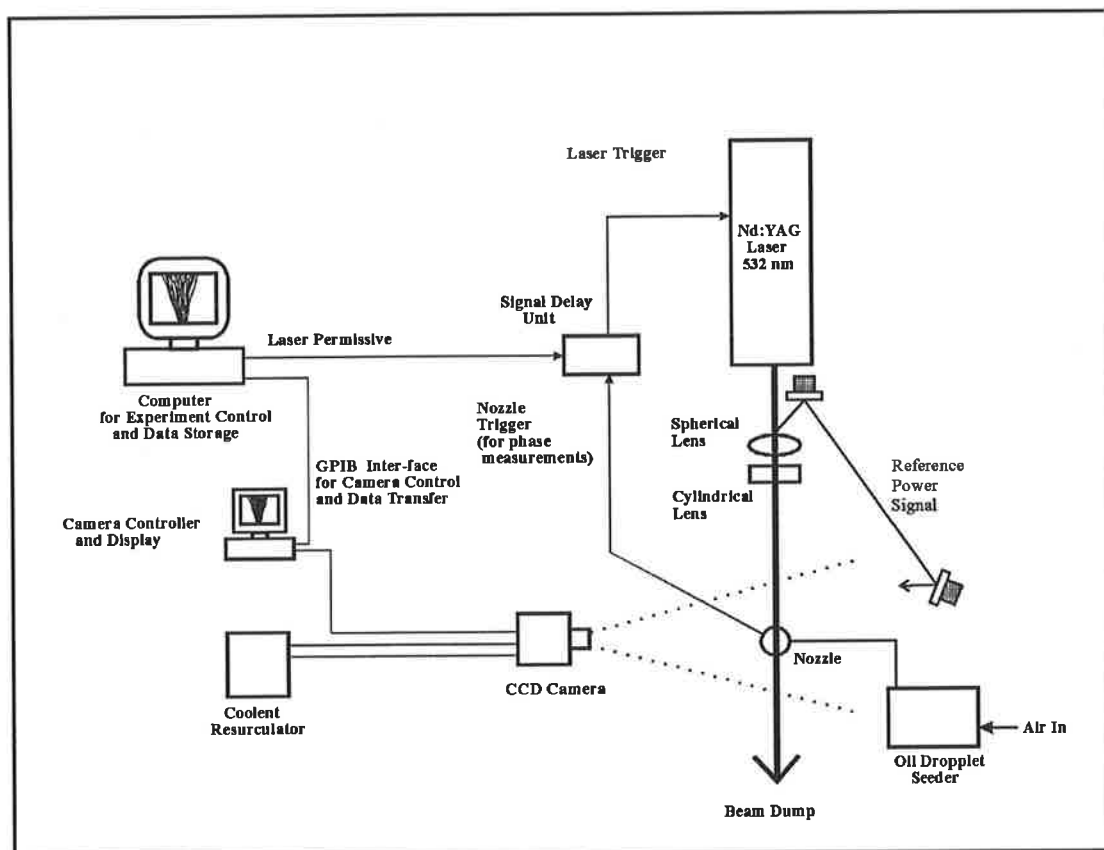 Laser Trigger
Nd:YAG
Laser
532 nm
Signal Delay
Unit
Laser Permissive
Computer
for Experiment Control
and Data Storage
Nozzle
Trigger
(for phase
measurements)
Spherical
Lens
Cylindrical
Lens
Reference
Power
Signal
GPIB Inter-face
for Camera Control
and Data Transfer
Camera Controller
and Display
CCD Camera
Coolent
Resurculator
Nozzle
Air In
Oil Dropplet
Seeder
Beam Dump